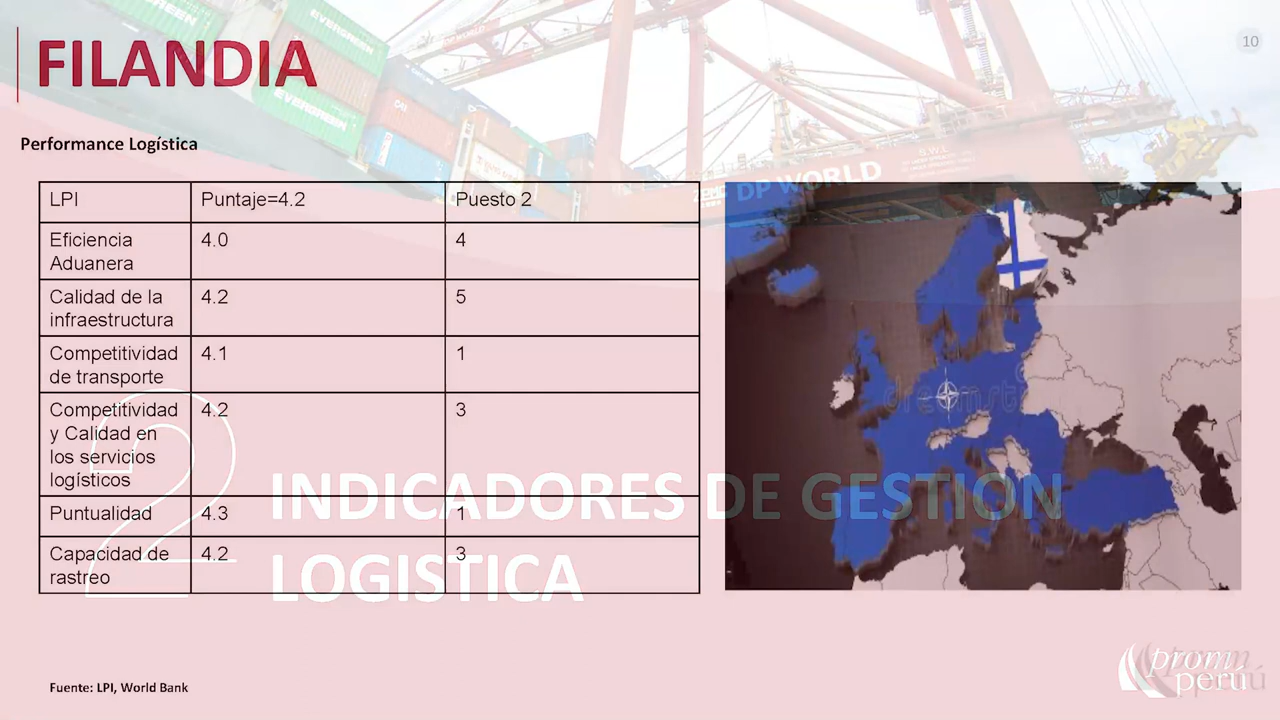 10
FILANDIA
Performance Logística
LPI Puntaje=4.2 Puesto 2
Eficiencia Aduanera 4.0 4
Calidad de la infraestructura 4.2 5
Competitividad de transporte 4.1 1
Competitividad y Calidad en los servicios logísticos 4.2 3
Puntualidad 4.3 1
Capacidad de rastreo 4.2 3
2
INDICADORES DE GESTION
LOGISTICA
EVERGREEN
EVERGREEN
DP WORLD
Fuente: LPI, World Bank
prom
perú